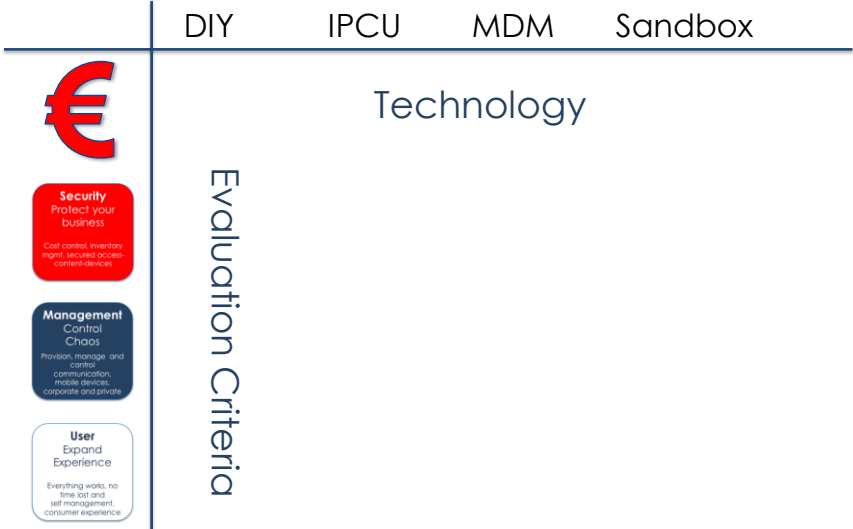 DIY IPCU MDM Sandbox
€
Technology
Evaluation Criteria
Security
Protect your
business
Cost control, inventory
mgmt, secured access-
content-devices
Management
Control
Chaos
Provision, manage and
control
communication,
mobile devices,
corporate and private
User
Expand
Experience
Everything works, no
time lost and
self management,
consumer experience